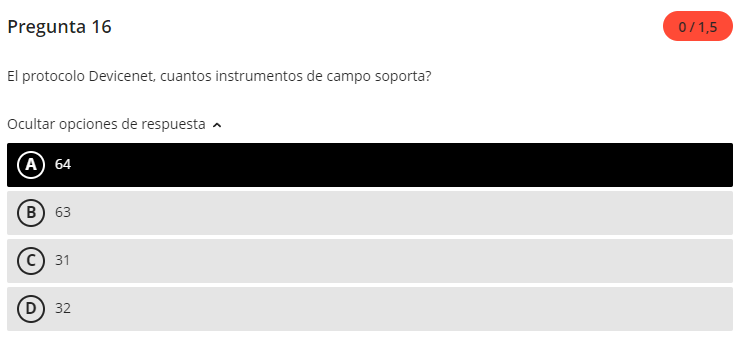 Pregunta 16
0 / 1,5
El protocolo Devicenet, cuantos instrumentos de campo soporta?
Ocultar opciones de respuesta
A 64
B 63
C 31
D 32